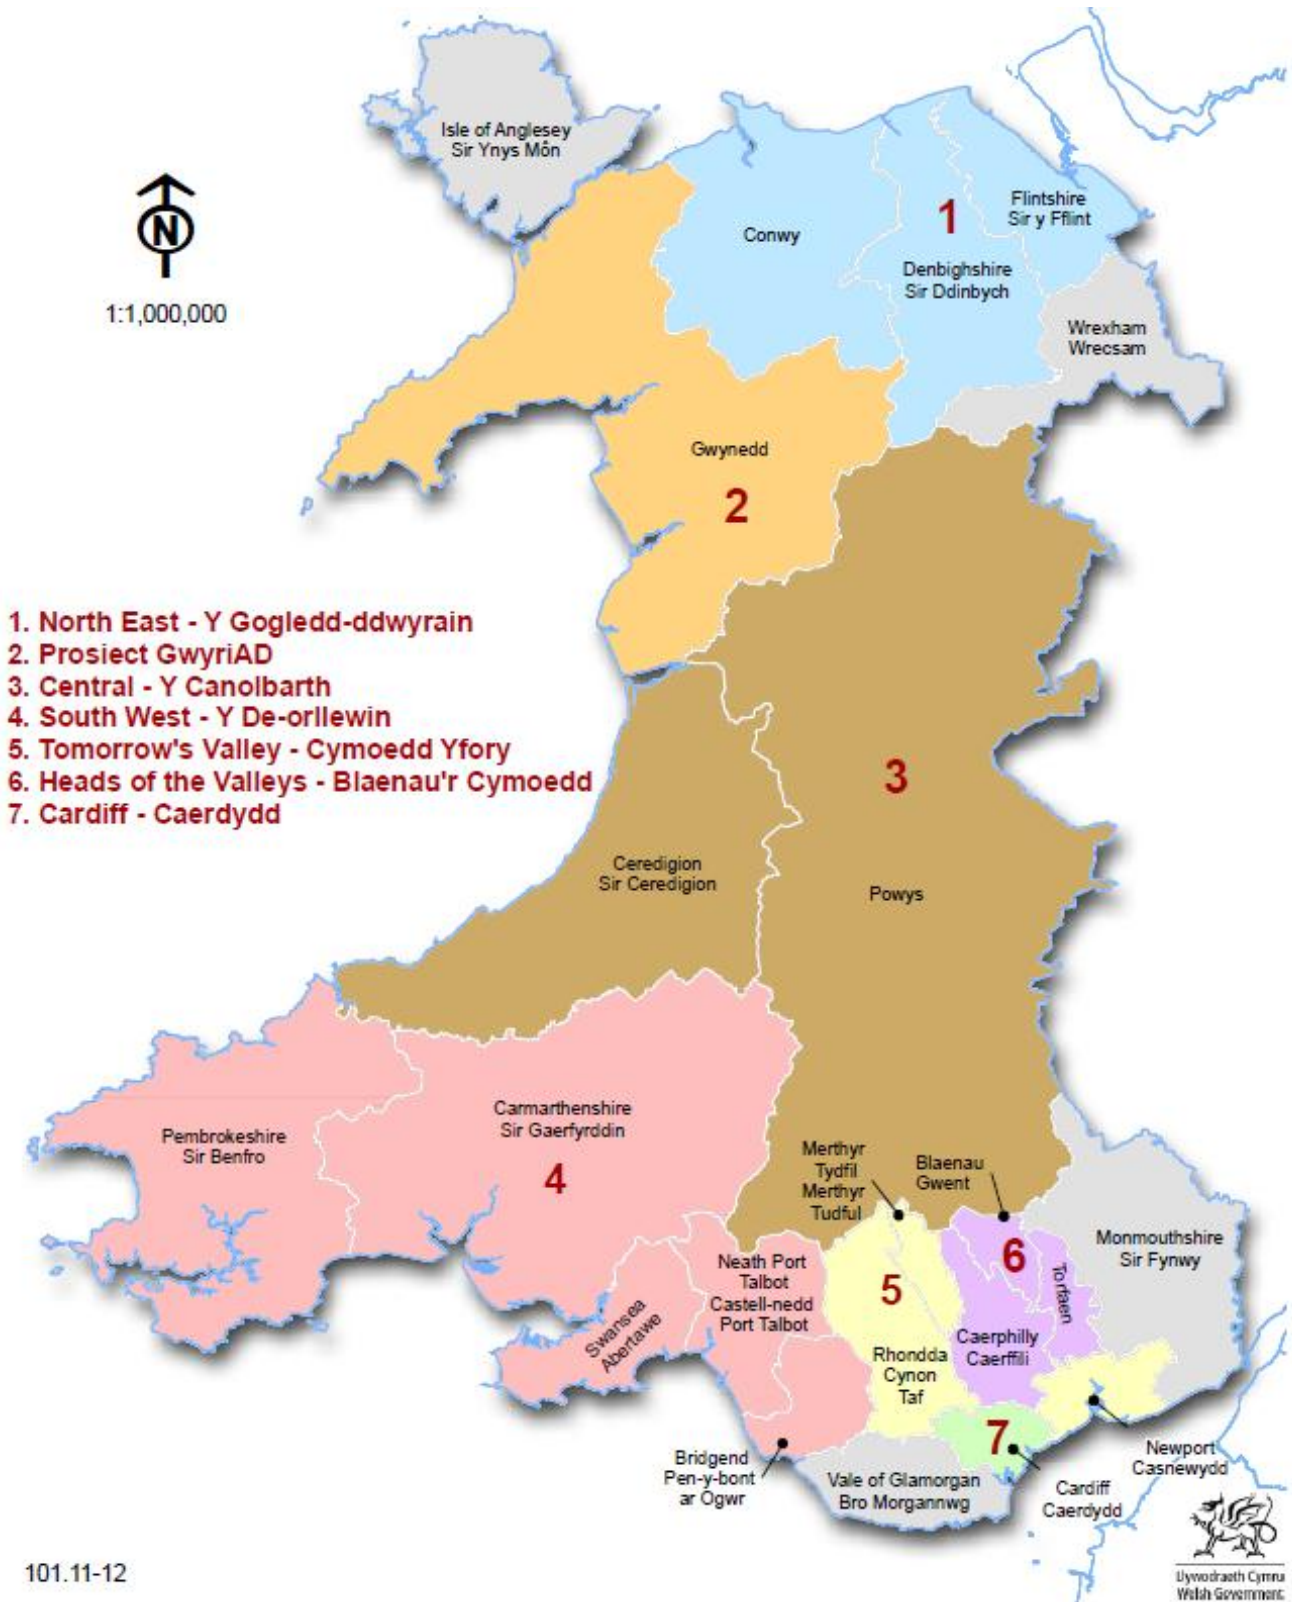 Isle of Anglesey
Sir Ynys Môn
N
1:1,000,000
Conwy
1
Flintshire
Sir y Fflint
Denbighshire
Sir Ddinbych
Wrexham
Wrecsam
Gwynedd
2
1. North East - Y Gogledd-ddwyrain
2. Prosiect GwyriAD
3. Central - Y Canolbarth
4. South West - Y De-orllewin
5. Tomorrow's Valley - Cymoedd Yfory
6. Heads of the Valleys - Blaenau'r Cymoedd
7. Cardiff - Caerdydd
3
Ceredigion
Sir Ceredigion
Powys
Pembrokeshire
Sir Benfro
Carmarthenshire
Sir Gaerfyrddin
4
Merthyr
Tydfil
Merthyr
Tudful
Blaenau
Gwent
Monmouthshire
Sir Fynwy
Neath Port
Talbot
Castell-nedd
Port Talbot
Swansea
Abertawe
5
6
Torfaen
Caerphilly
Caerffili
Rhondda
Cynon
Taf
7
Bridgend
Pen-y-bont
ar Ogwr
Vale of Glamorgan
Bro Morgannwg
Newport
Casnewydd
Cardiff
Caerdydd
101.11-12
Llywodraeth Cymru
Welsh Government